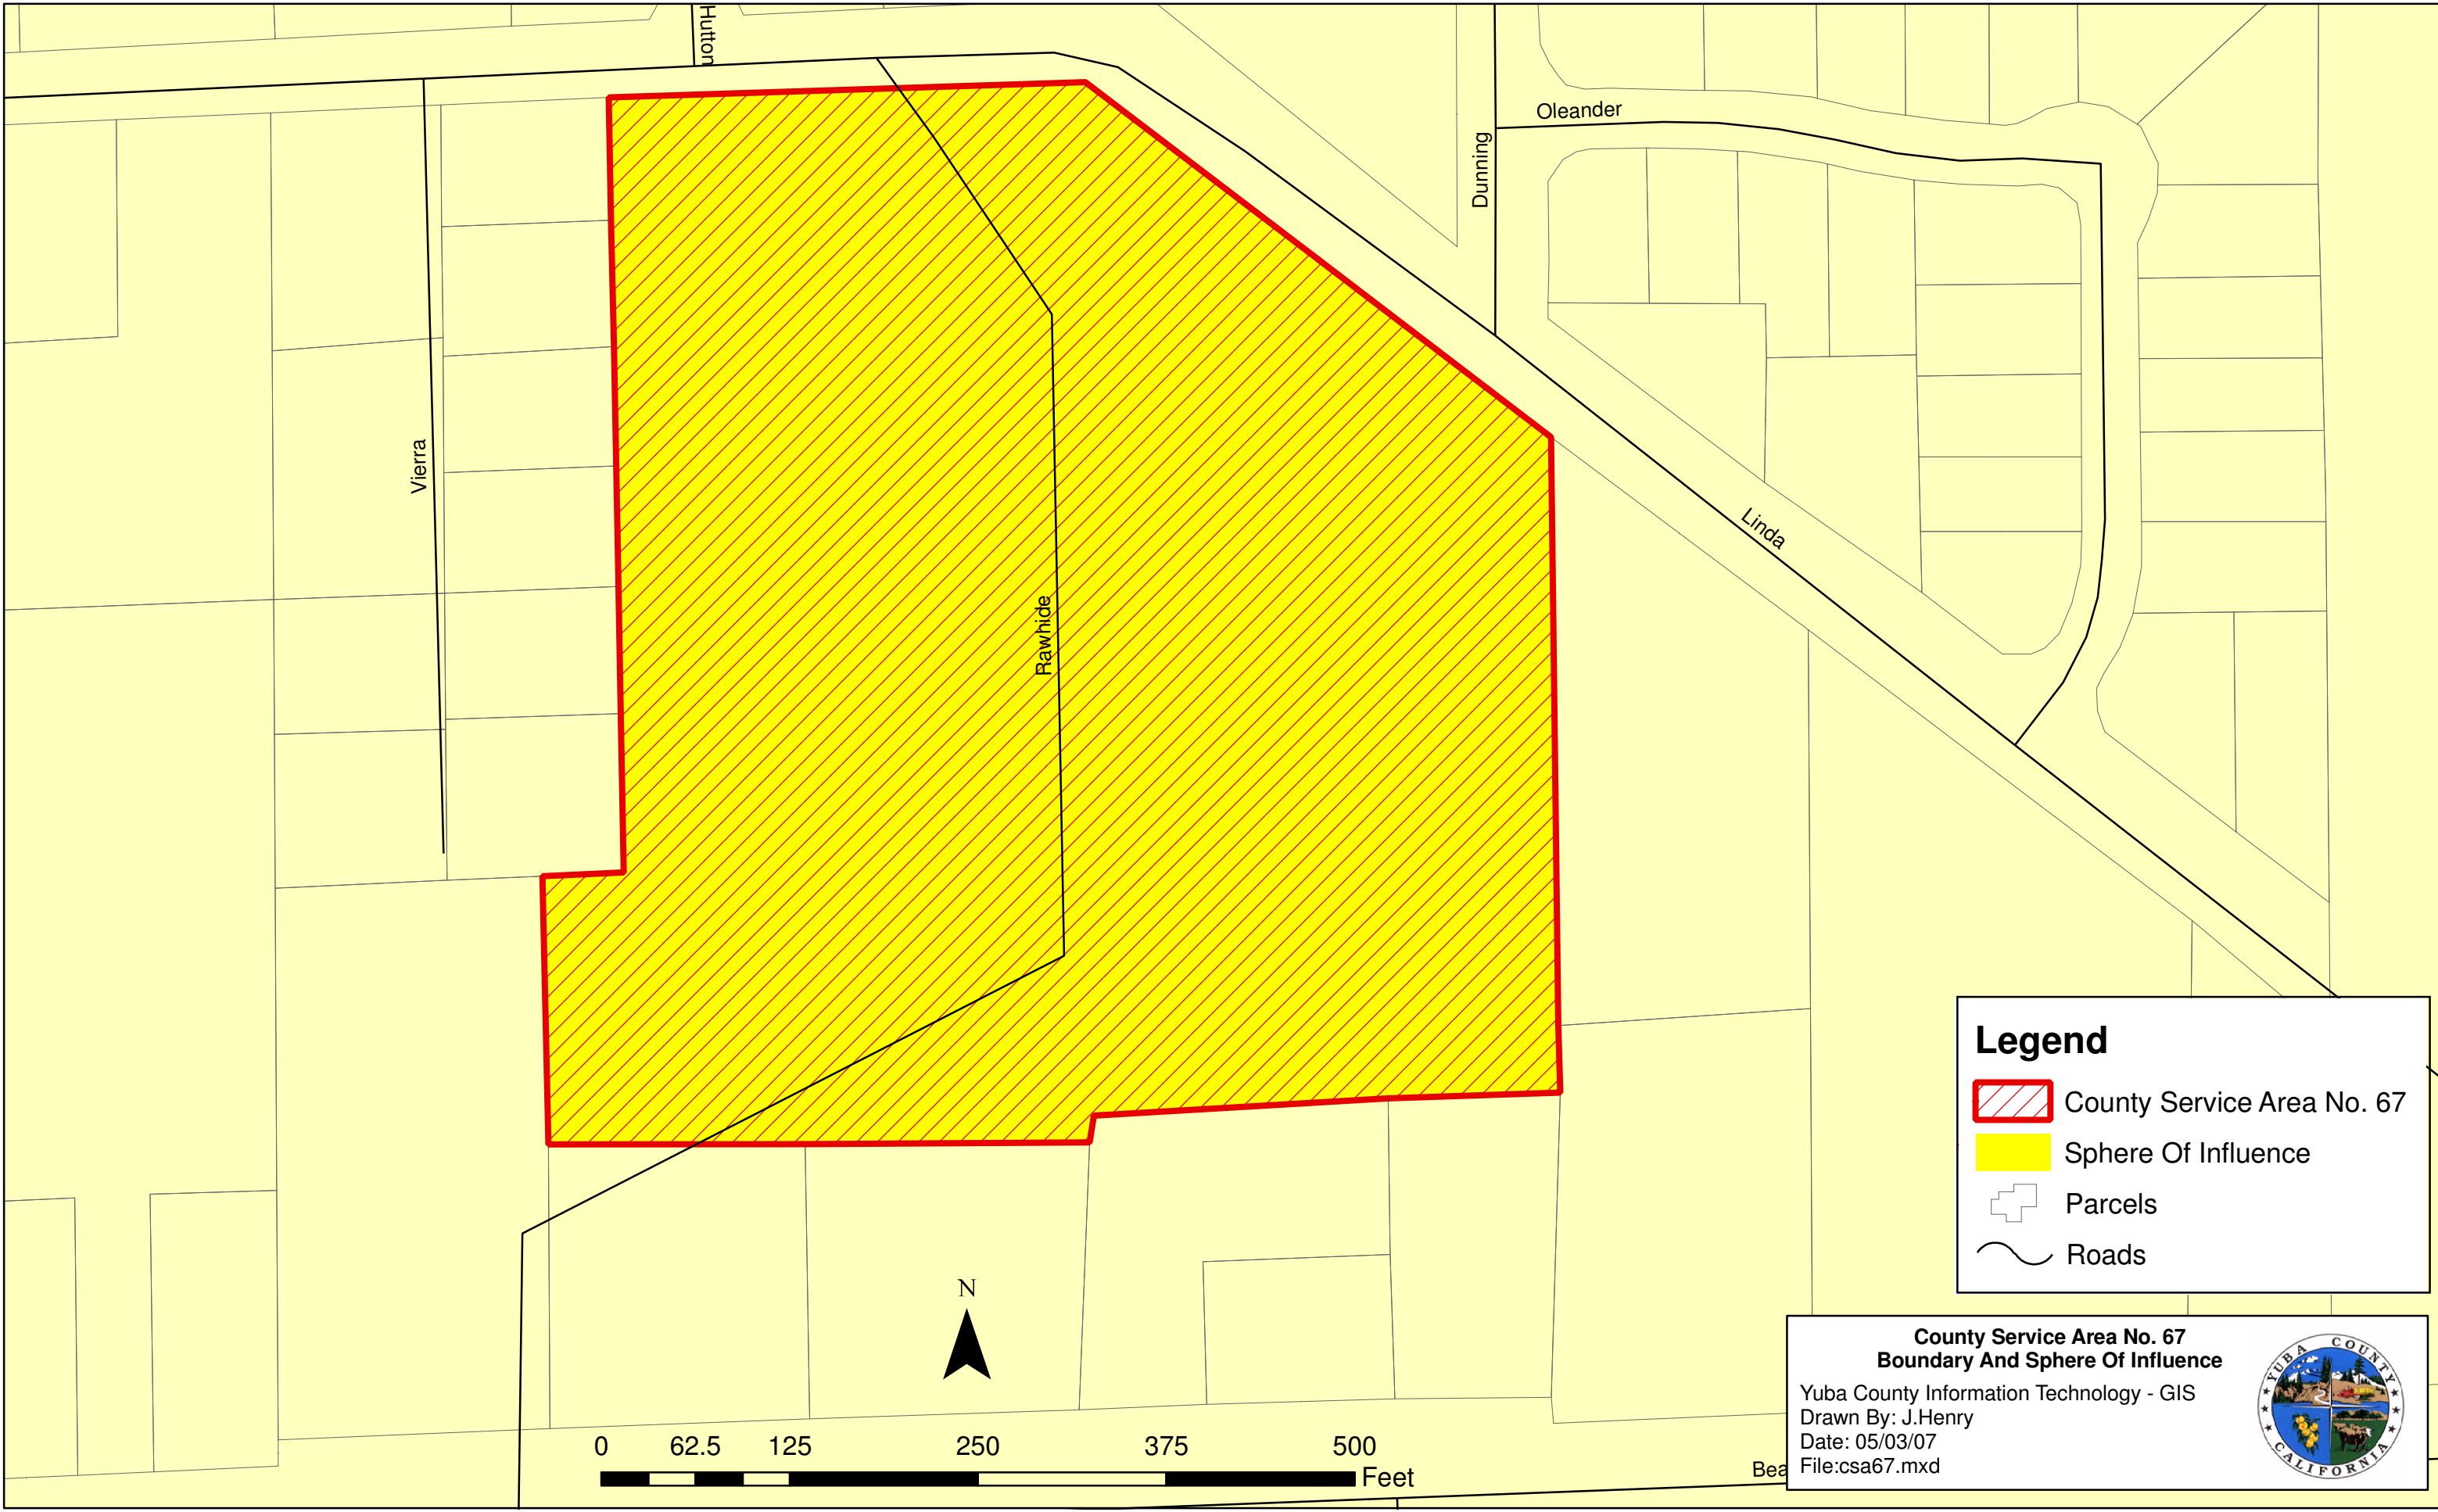 Hutton
Oleander
Dunning
Vierra
Linda
Rawhide
Legend
County Service Area No. 67
Sphere Of Influence
Parcels
Roads
N
0 62.5 125 250 375 500
Feet
Bea
County Service Area No. 67
Boundary And Sphere Of Influence
Yuba County Information Technology - GIS
Drawn By: J.Henry
Date: 05/03/07
File:csa67.mxd
YUBA COUNTY
CALIFORNIA